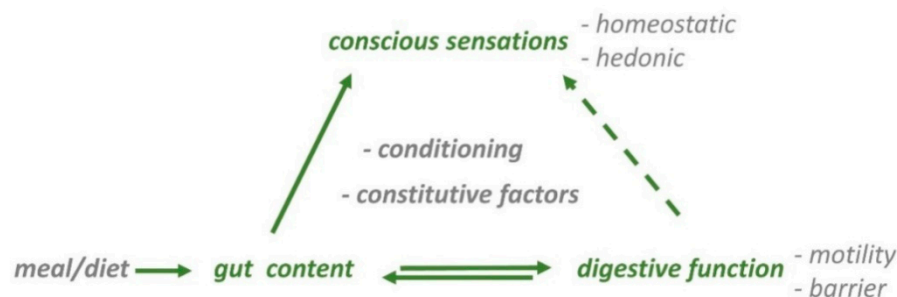 conscious sensations
- homeostatic
- hedonic
- conditioning
- constitutive factors
meal/diet
gut content
digestive function
- motility
- barrier